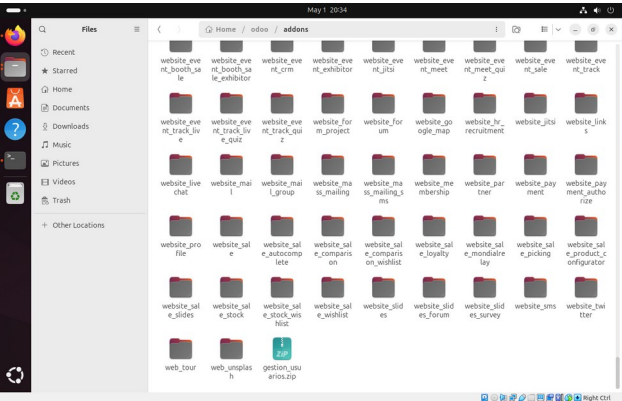 May 1 20:34
Files
Home / odoo / addons
Recent
Starred
Home
Documents
Downloads
Music
Pictures
Videos
Trash
+ Other Locations
website_eve
nt_booth_sa
le
website_eve
nt_booth_sa
le_exhibitor
website_eve
nt_crm
website_eve
nt_exhibitor
website_eve
nt_jitsi
website_eve
nt_meet
website_eve
nt_meet_qui
z
website_eve
nt_sale
website_eve
nt_track
website_eve
nt_track_liv
e
website_eve
nt_track_liv
e_quiz
website_eve
nt_track_qui
z
website_for
m_project
website_for
um
website_go
ogle_map
website_hr_
recruitment
website_jitsi
website_link
s
website_live
chat
website_mai
l
website_mai
l_group
website_ma
ss_mailing
website_ma
ss_mailing_s
ms
website_me
mbership
website_par
tner
website_pay
ment
website_pay
ment_autho
rize
website_pro
file
website_sal
e
website_sal
e_autocomp
lete
website_sal
e_comparis
on
website_sal
e_comparis
on_wishlist
website_sal
e_loyalty
website_sal
e_mondialre
lay
website_sal
e_picking
website_sal
e_product_c
onfigurator
website_sal
e_slides
website_sal
e_stock
website_sal
e_stock_wis
hlist
website_sal
e_wishlist
website_slid
es
website_slid
es_forum
website_slid
es_survey
website_sms
website_twi
tter
web_tour
web_unsplas
h
ZIP
gestion_usu
arios.zip
Right Ctrl